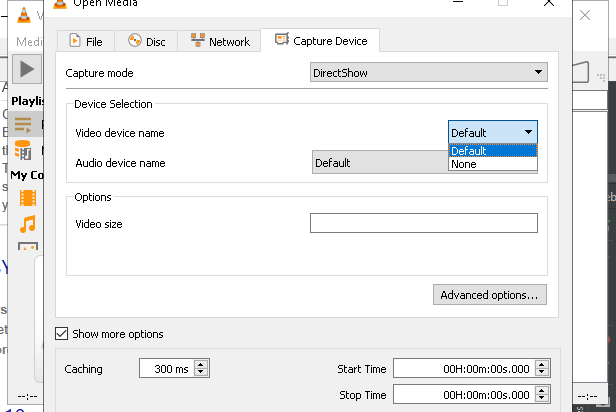 Open Media
Medi
File
Disc
Network
Capture Device
Capture mode
DirectShow
Playlis
Device Selection
Video device name
Default
Default
None
Audio device name
Default
My Co
Options
Video size
Advanced options...
Show more options
Caching
300 ms
Start Time
00H:00m:00s.000
Stop Time
00H:00m:00s.000
--:--
--:--